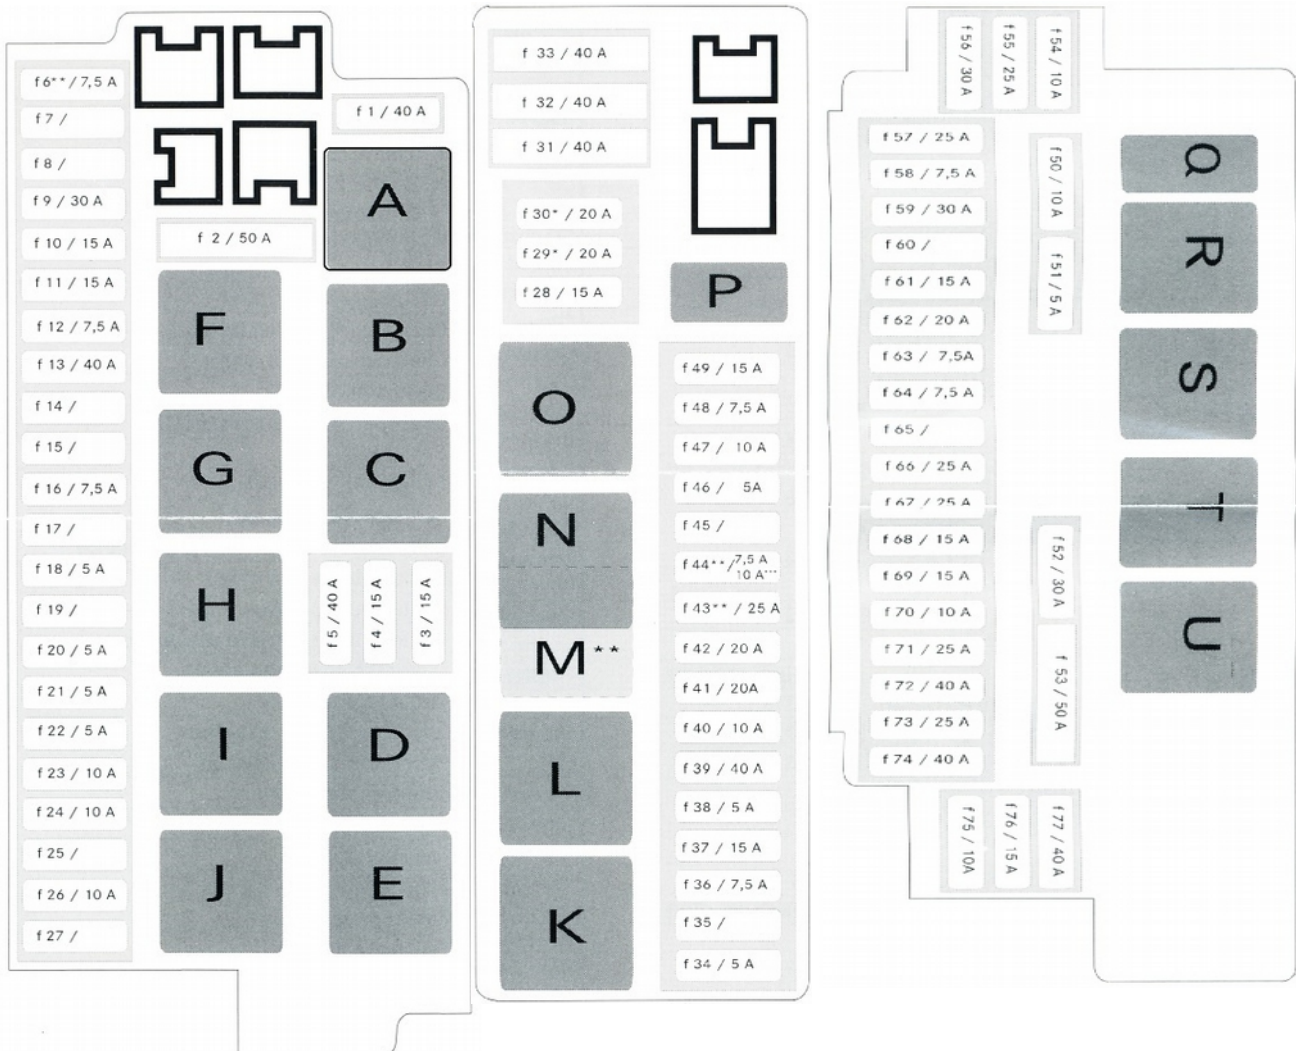 f6** / 7,5 A
f 7 /
f 8 /
f 9 / 30 A
f 10 / 15 A
f 11 / 15 A
f 12 / 7,5 A
f 13 / 40 A
f 14 /
f 15 /
f 16 / 7,5 A
f 17 /
f 18 / 5 A
f 19 /
f 20 / 5 A
f 21 / 5 A
f 22 / 5 A
f 23 / 10 A
f 24 / 10 A
f 25 /
f 26 / 10 A
f 27 /
f 1 / 40 A
A
f 2 / 50 A
F
B
G
C
H
f 5 / 40 A
f 4 / 15 A
f 3 / 15 A
I
D
J
E
f 33 / 40 A
f 32 / 40 A
f 31 / 40 A
f 30* / 20 A
f 29* / 20 A
f 28 / 15 A
P
O
N
M**
L
K
f 49 / 15 A
f 48 / 7,5 A
f 47 / 10 A
f 46 / 5A
f 45 /
f 44** / 7,5 A
10 A***
f 43** / 25 A
f 42 / 20 A
f 41 / 20A
f 40 / 10 A
f 39 / 40 A
f 38 / 5 A
f 37 / 15 A
f 36 / 7,5 A
f 35 /
f 34 / 5 A
f 56 / 30 A
f 55 / 25 A
f 54 / 10 A
f 57 / 25 A
f 58 / 7,5 A
f 59 / 30 A
f 60 /
f 61 / 15 A
f 62 / 20 A
f 63 / 7,5A
f 64 / 7,5 A
f 65 /
f 66 / 25 A
f 67 / 25 A
f 68 / 15 A
f 69 / 15 A
f 70 / 10 A
f 71 / 25 A
f 72 / 40 A
f 73 / 25 A
f 74 / 40 A
f 50 / 10 A
f 51 / 5 A
f 52 / 30 A
f 53 / 50 A
f 75 / 10A
f 76 / 15 A
f 77 / 40 A
Q
R
S
T
U